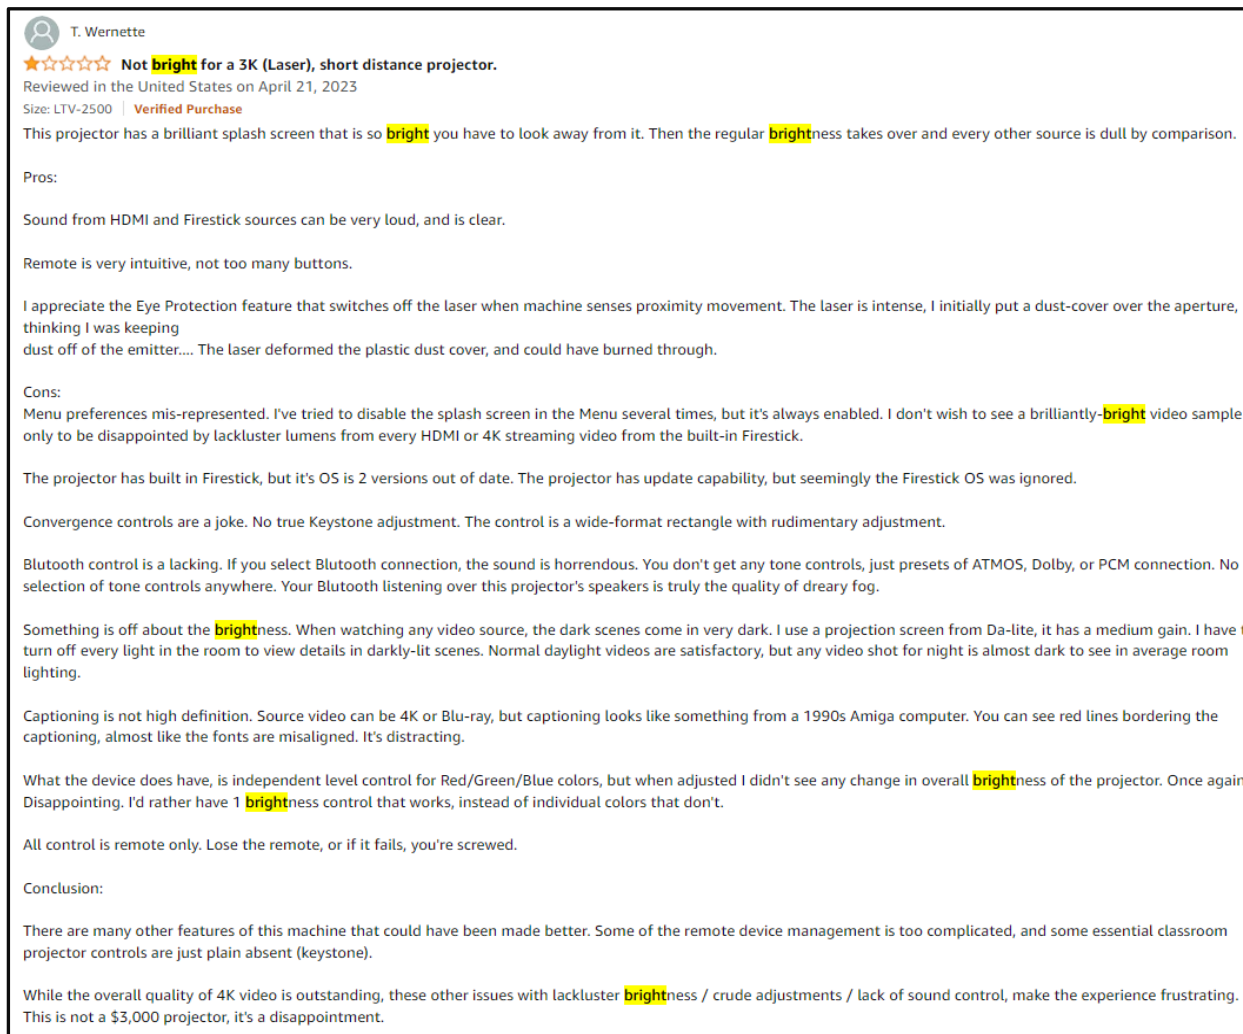 T. Wernette
Not bright for a 3K (Laser), short distance projector.
Reviewed in the United States on April 21, 2023
Size: LTV-2500 | Verified Purchase
This projector has a brilliant splash screen that is so bright you have to look away from it. Then the regular brightness takes over and every other source is dull by comparison.
Pros:
Sound from HDMI and Firestick sources can be very loud, and is clear.
Remote is very intuitive, not too many buttons.
I appreciate the Eye Protection feature that switches off the laser when machine senses proximity movement. The laser is intense, I initially put a dust-cover over the aperture,
thinking I was keeping
dust off of the emitter.... The laser deformed the plastic dust cover, and could have burned through.
Cons:
Menu preferences mis-represented. I've tried to disable the splash screen in the Menu several times, but it's always enabled. I don't wish to see a brilliantly-bright video sample
only to be disappointed by lackluster lumens from every HDMI or 4K streaming video from the built-in Firestick.
The projector has built in Firestick, but it's OS is 2 versions out of date. The projector has update capability, but seemingly the Firestick OS was ignored.
Convergence controls are a joke. No true Keystone adjustment. The control is a wide-format rectangle with rudimentary adjustment.
Blutooth control is a lacking. If you select Blutooth connection, the sound is horrendous. You don't get any tone controls, just presets of ATMOS, Dolby, or PCM connection. No
selection of tone controls anywhere. Your Blutooth listening over this projector's speakers is truly the quality of dreary fog.
Something is off about the brightness. When watching any video source, the dark scenes come in very dark. I use a projection screen from Da-lite, it has a medium gain. I have
turn off every light in the room to view details in darkly-lit scenes. Normal daylight videos are satisfactory, but any video shot for night is almost dark to see in average room
lighting.
Captioning is not high definition. Source video can be 4K or Blu-ray, but captioning looks like something from a 1990s Amiga computer. You can see red lines bordering the
captioning, almost like the fonts are misaligned. It's distracting.
What the device does have, is independent level control for Red/Green/Blue colors, but when adjusted I didn't see any change in overall brightness of the projector. Once again
Disappointing. I'd rather have 1 brightness control that works, instead of individual colors that don't.
All control is remote only. Lose the remote, or if it fails, you're screwed.
Conclusion:
There are many other features of this machine that could have been made better. Some of the remote device management is too complicated, and some essential classroom
projector controls are just plain absent (keystone).
While the overall quality of 4K video is outstanding, these other issues with lackluster brightness / crude adjustments / lack of sound control, make the experience frustrating.
This is not a $3,000 projector, it's a disappointment.